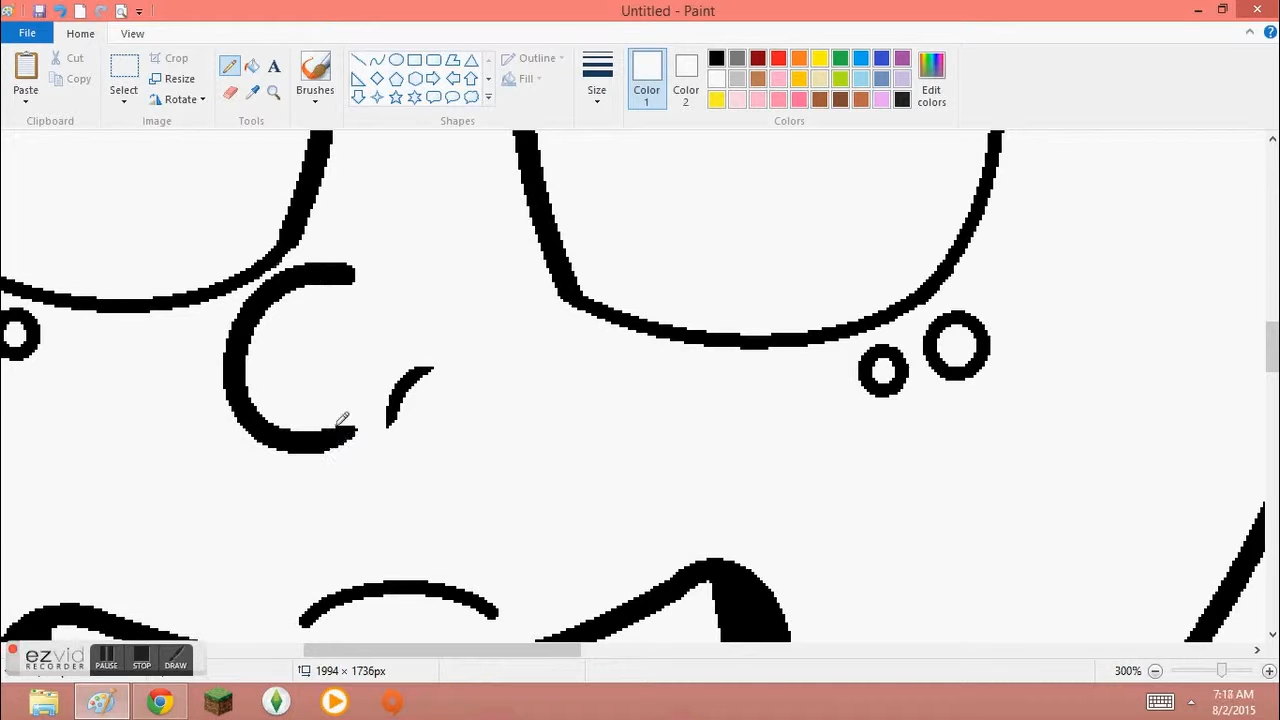 Untitled - Paint
File Home View
Paste
Cut
Copy
Clipboard
Select
Crop
Resize
Rotate
Image
A
Tools
Brushes
Outline
Fill
Shapes
Size
Color 1
Color 2
Edit colors
Colors
ezvid RECORDER
PAUSE STOP DRAW
1994 × 1736px
300%
7:18 AM
8/2/2015